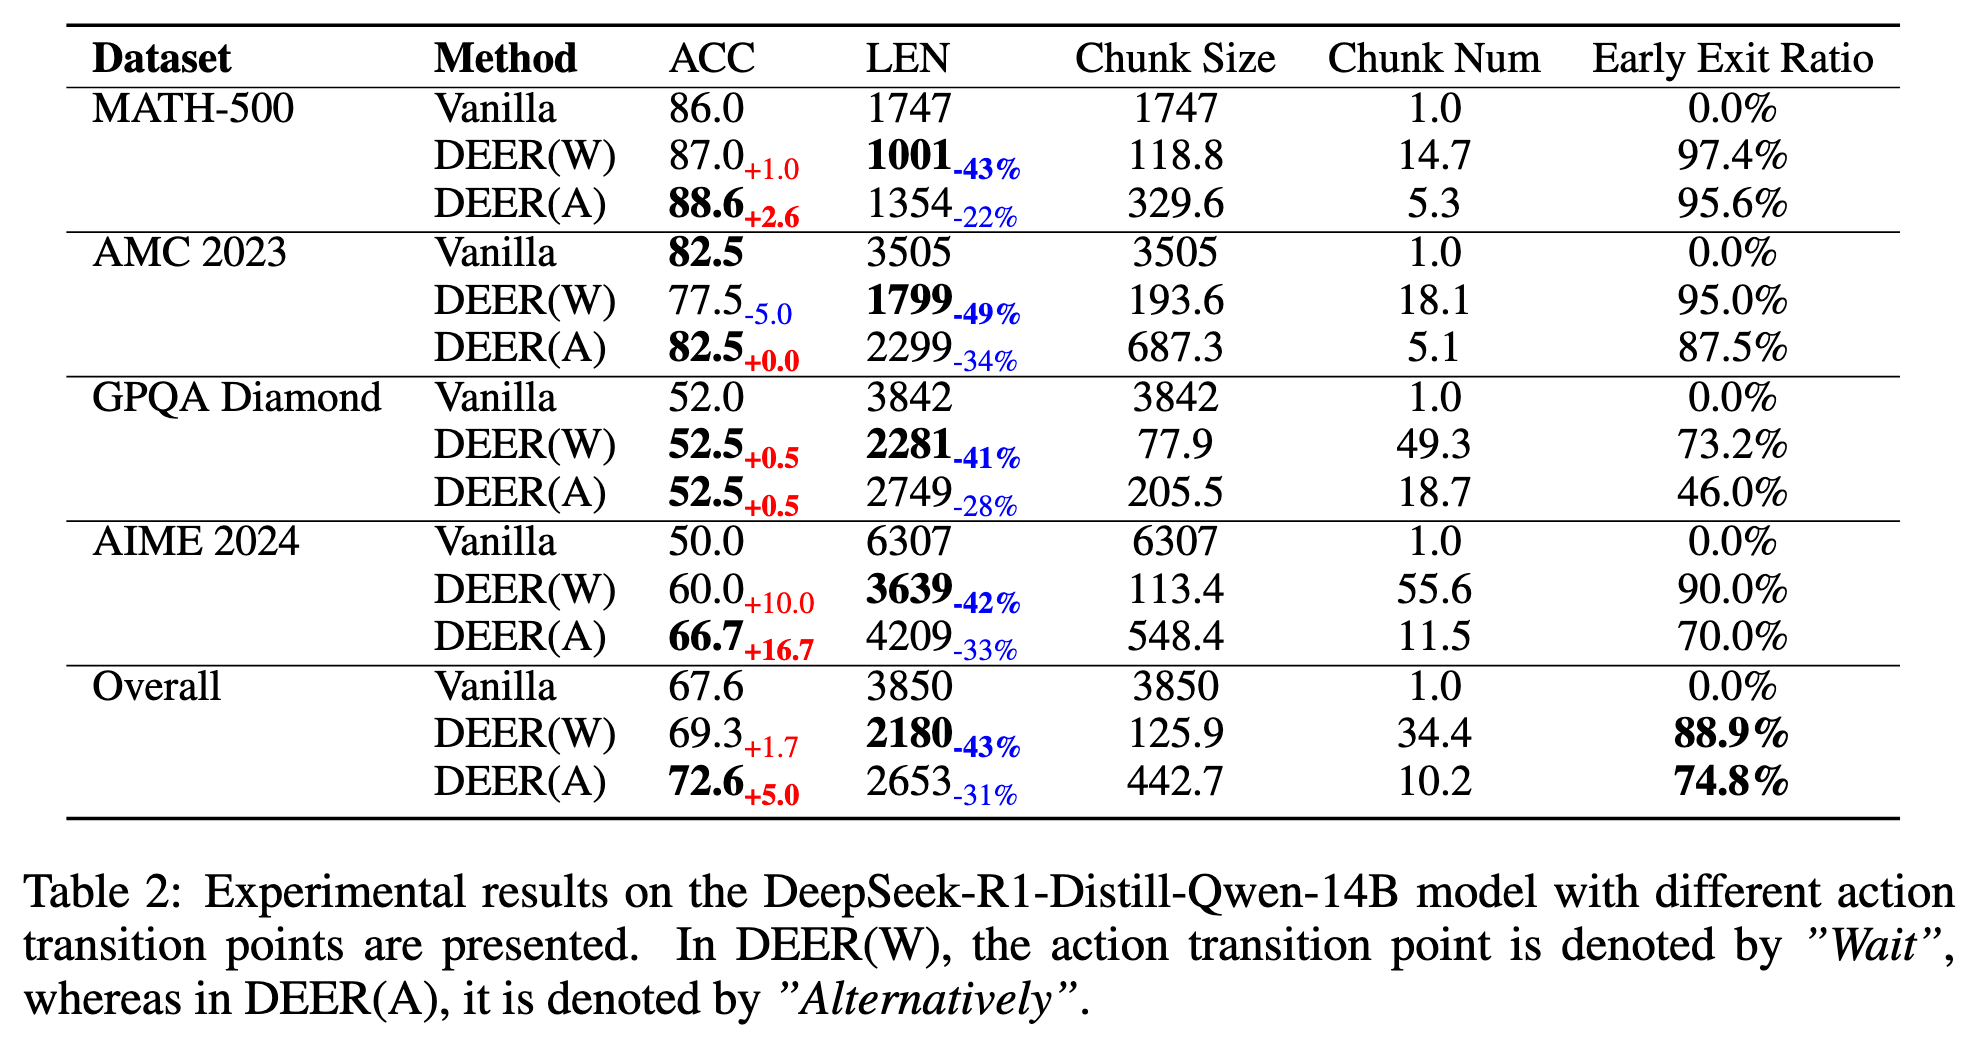 Dataset Method ACC LEN Chunk Size Chunk Num Early Exit Ratio
MATH-500 Vanilla 86.0 1747 1747 1.0 0.0%
DEER(W) 87.0+1.0 1001-43% 118.8 14.7 97.4%
DEER(A) 88.6+2.6 1354-22% 329.6 5.3 95.6%
AMC 2023 Vanilla 82.5 3505 3505 1.0 0.0%
DEER(W) 77.5-5.0 1799-49% 193.6 18.1 95.0%
DEER(A) 82.5+0.0 2299-34% 687.3 5.1 87.5%
GPQA Diamond Vanilla 52.0 3842 3842 1.0 0.0%
DEER(W) 52.5+0.5 2281-41% 77.9 49.3 73.2%
DEER(A) 52.5+0.5 2749-28% 205.5 18.7 46.0%
AIME 2024 Vanilla 50.0 6307 6307 1.0 0.0%
DEER(W) 60.0+10.0 3639-42% 113.4 55.6 90.0%
DEER(A) 66.7+16.7 4209-33% 548.4 11.5 70.0%
Overall Vanilla 67.6 3850 3850 1.0 0.0%
DEER(W) 69.3+1.7 2180-43% 125.9 34.4 88.9%
DEER(A) 72.6+5.0 2653-31% 442.7 10.2 74.8%
Table 2: Experimental results on the DeepSeek-R1-Distill-Qwen-14B model with different action
transition points are presented. In DEER(W), the action transition point is denoted by ”Wait”,
whereas in DEER(A), it is denoted by ”Alternatively”.